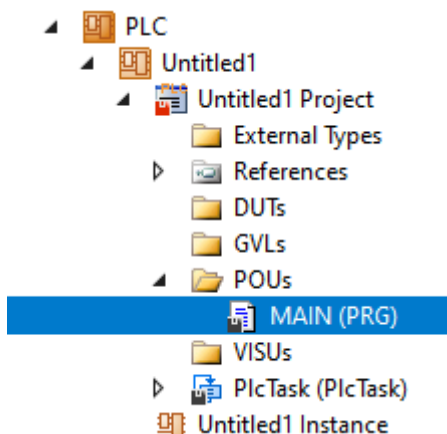 PLC
Untitled1
Untitled1 Project
External Types
References
DUTs
GVLs
POUs
MAIN (PRG)
VISUs
PlcTask (PlcTask)
Untitled1 Instance